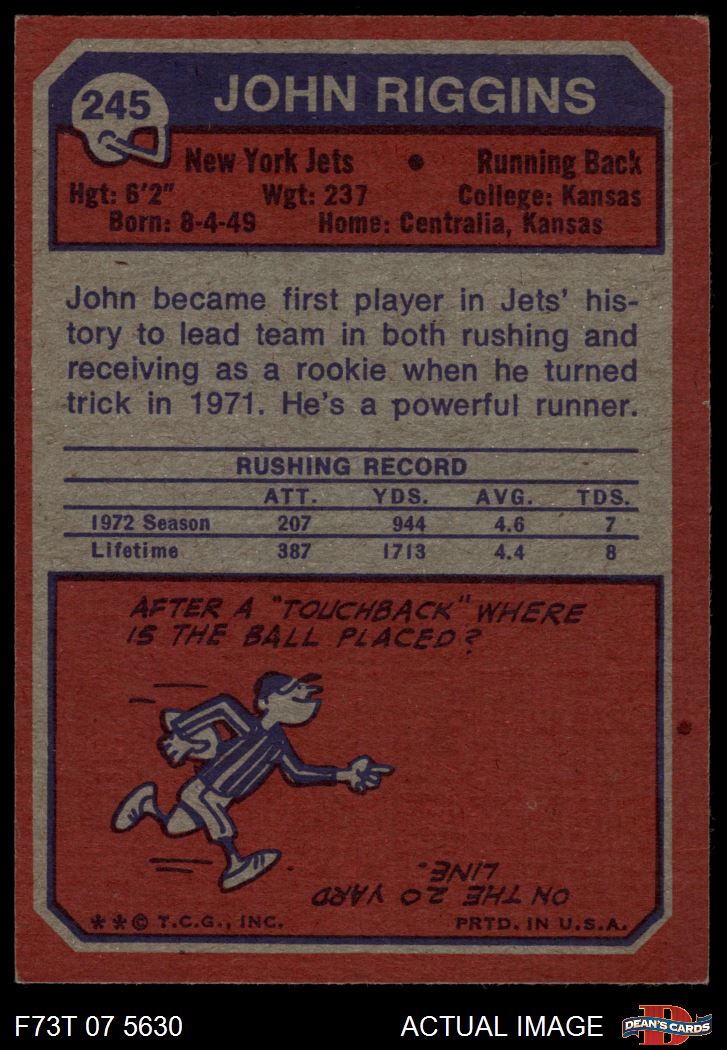 245
JOHN RIGGINS
New York Jets • Running Back
Hgt: 6'2" Wgt: 237 College: Kansas
Born: 8-4-49 Home: Centralia, Kansas
John became first player in Jets' his-
tory to lead team in both rushing and
receiving as a rookie when he turned
trick in 1971. He's a powerful runner.
RUSHING RECORD
ATT. YDS. AVG. TDS.
1972 Season 207 944 4.6 7
Lifetime 387 1713 4.4 8
AFTER A "TOUCHBACK" WHERE
IS THE BALL PLACED?
ON THE 20 YARD
LINE.
**© T.C.G., INC. PRTD. IN U.S.A.
F73T 07 5630 ACTUAL IMAGE
D
DEAN'S CARDS